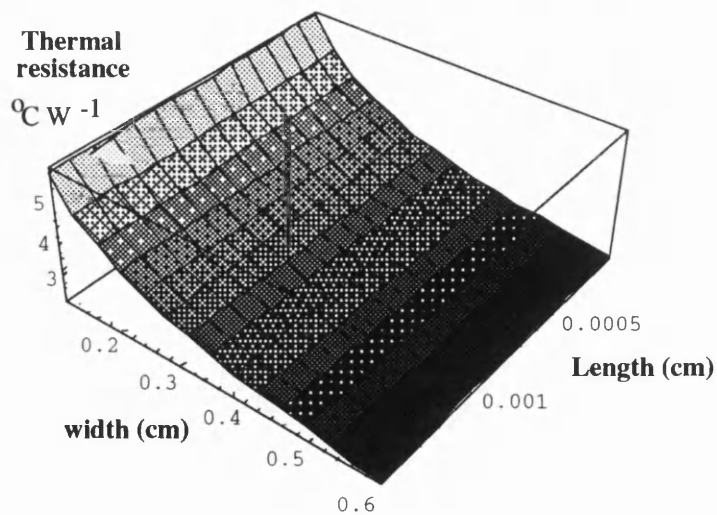 Thermal
resistance
°C W -1
5
4
3
0.2
0.3
0.4
0.5
0.6
width (cm)
0.0005
0.001
Length (cm)